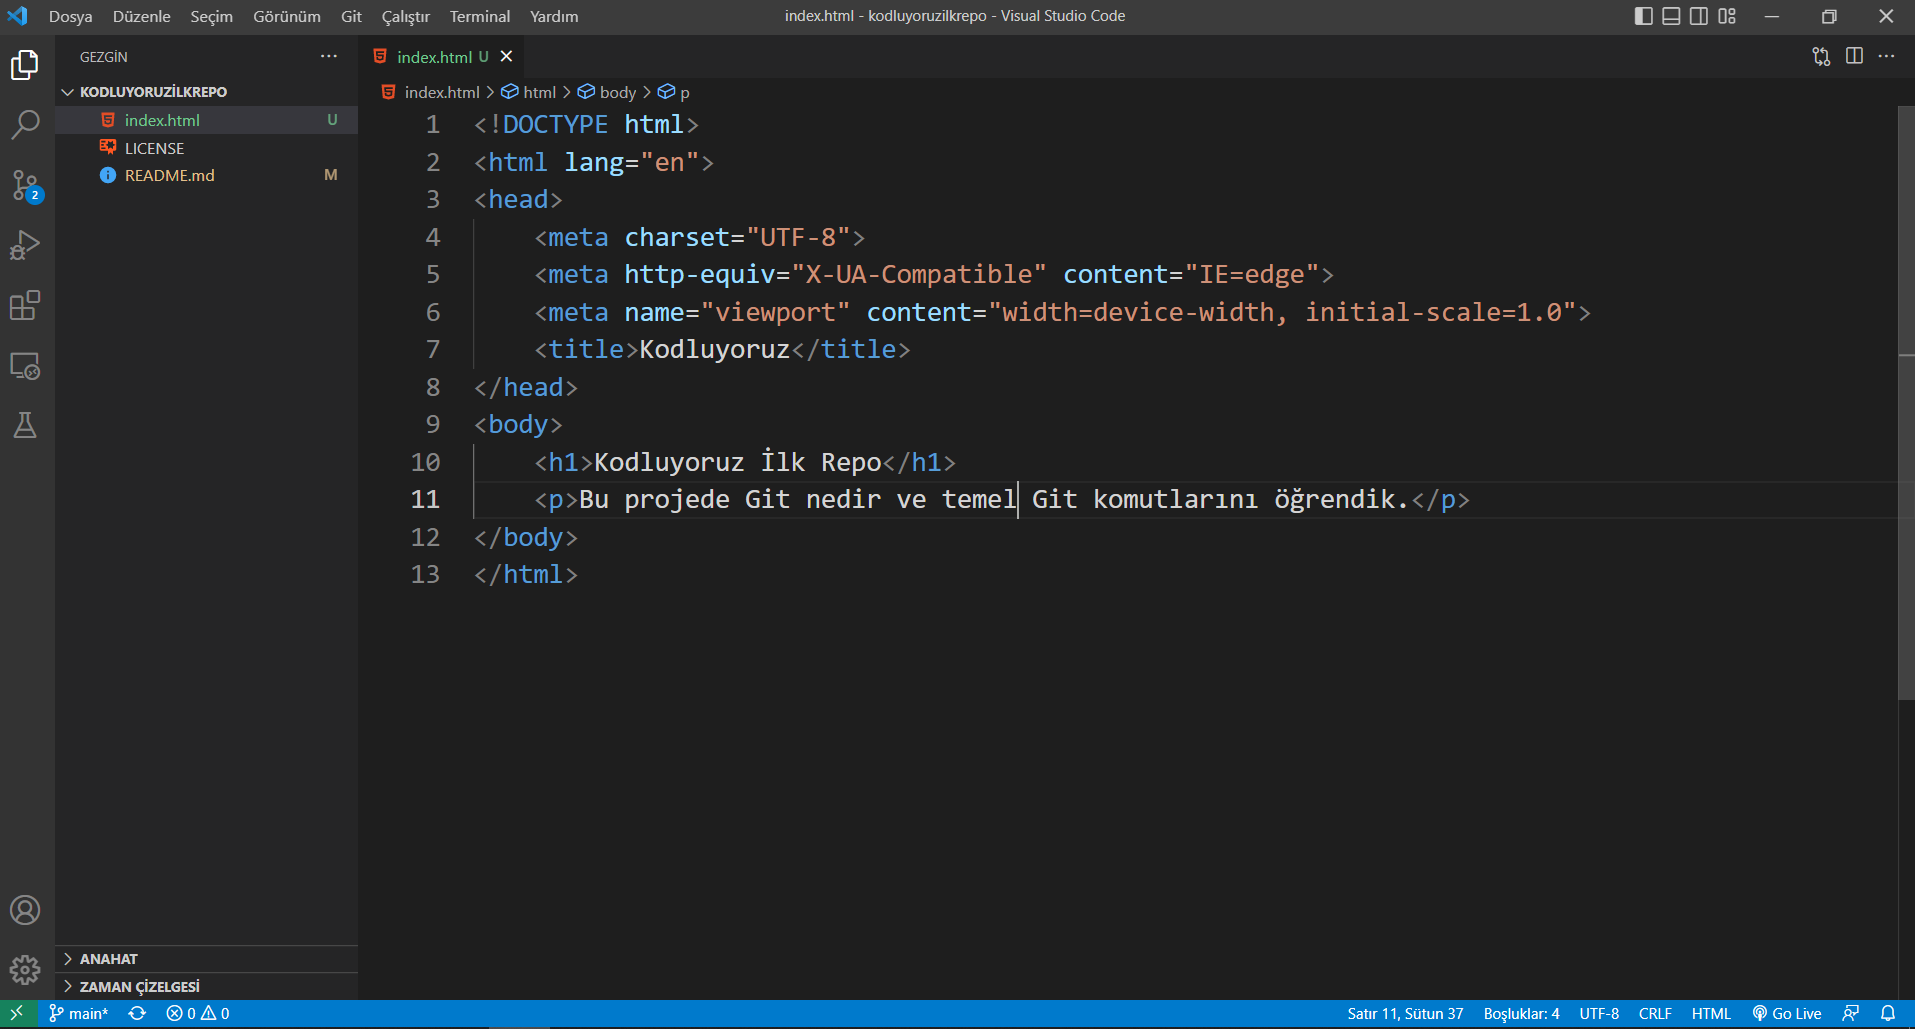 Dosya Düzenle Seçim Görünüm Git Çalıştır Terminal Yardım
index.html - kodluyoruzilkrepo - Visual Studio Code
GEZGİN
index.html U
KODLUYORUZİLKREPO
index.html U
LICENSE
README.md M
index.html > html > body > p
1 <!DOCTYPE html>
2 <html lang="en">
3 <head>
4 <meta charset="UTF-8">
5 <meta http-equiv="X-UA-Compatible" content="IE=edge">
6 <meta name="viewport" content="width=device-width, initial-scale=1.0">
7 <title>Kodluyoruz</title>
8 </head>
9 <body>
10 <h1>Kodluyoruz İlk Repo</h1>
11 <p>Bu projede Git nedir ve temel Git komutlarını öğrendik.</p>
12 </body>
13 </html>
2
ANAHAT
ZAMAN ÇİZELGESİ
main* 0 0 Satır 11, Sütun 37 Boşluklar: 4 UTF-8 CRLF HTML Go Live